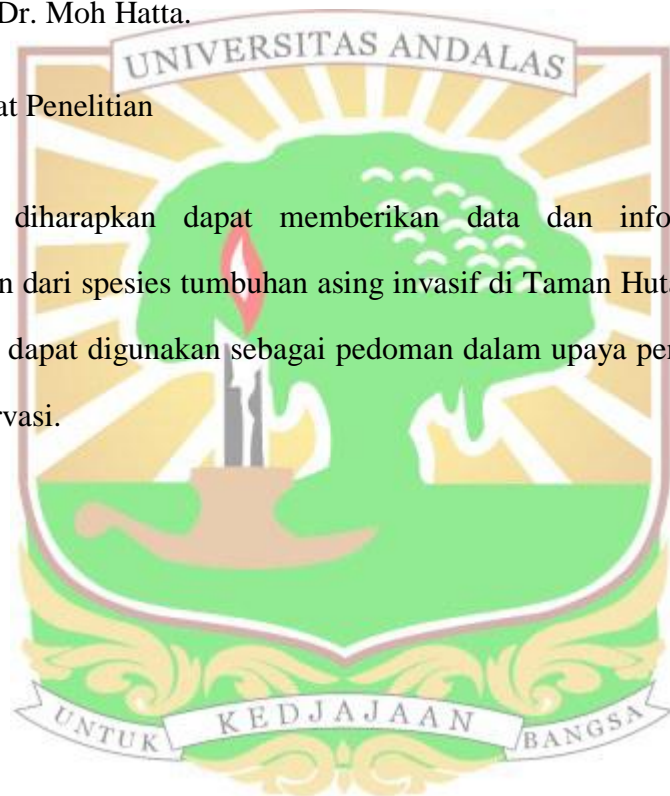 Dr. Moh Hatta.
UNIVERSITAS ANDALAS
at Penelitian
diharapkan dapat memberikan data dan info
n dari spesies tumbuhan asing invasif di Taman Hut
dapat digunakan sebagai pedoman dalam upaya per
rvasi.
UNTUK KEDJAJAAN BANGSA